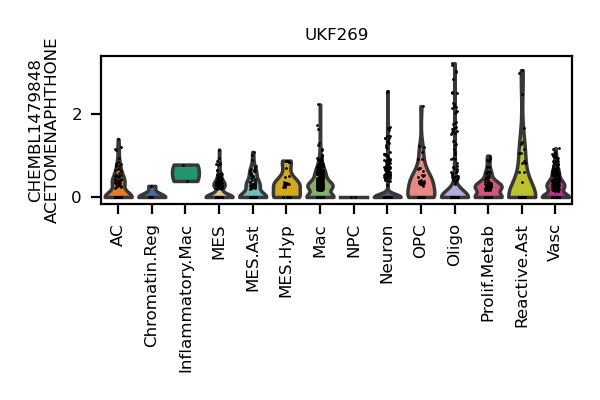 UKF269
CHEMBL1479848
ACETOMENAPHTHONE
2
0
AC
Chromatin.Reg
Inflammatory.Mac
MES
MES.Ast
MES.Hyp
Mac
NPC
Neuron
OPC
Oligo
Prolif.Metab
Reactive.Ast
Vasc